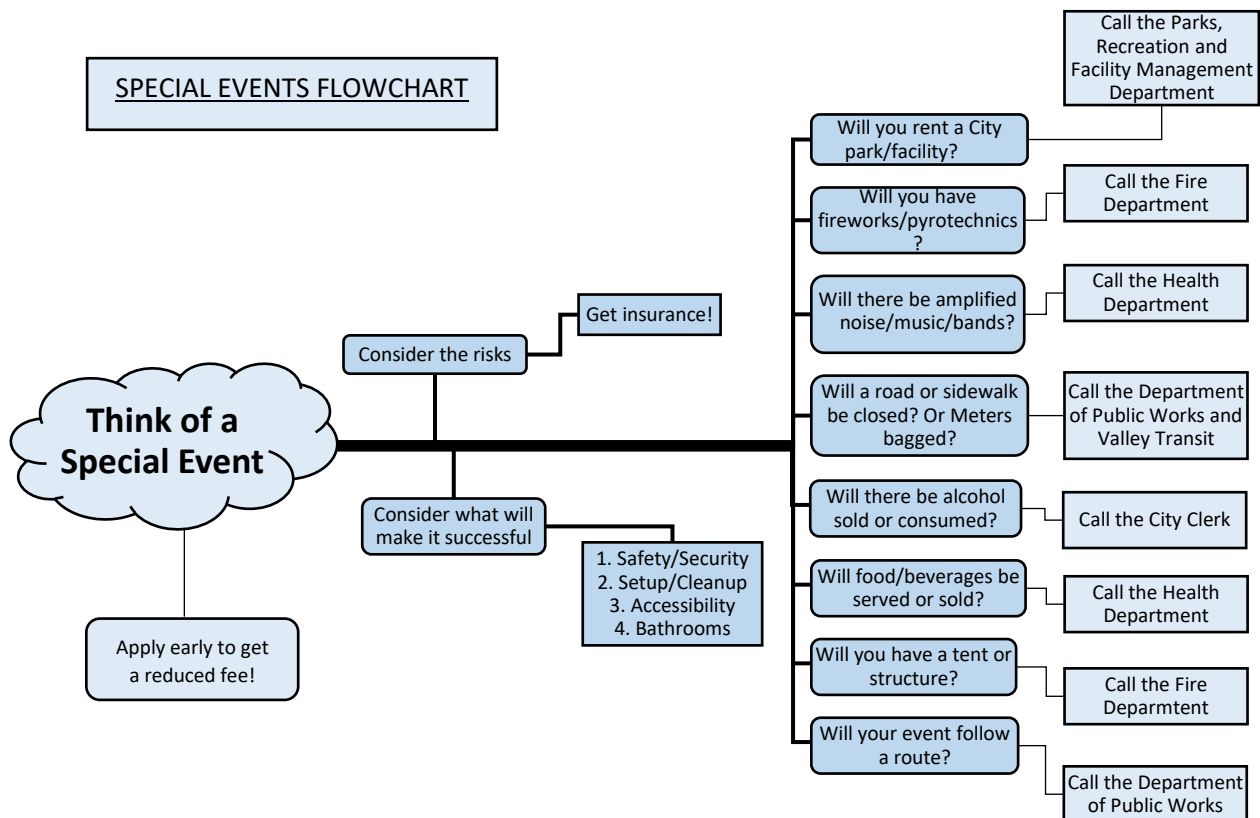 SPECIAL EVENTS FLOWCHART
Think of a
Special Event
Apply early to get
a reduced fee!
Consider the risks
Get insurance!
Consider what will
make it successful
1. Safety/Security
2. Setup/Cleanup
3. Accessibility
4. Bathrooms
Will you rent a City
park/facility?
Call the Parks,
Recreation and
Facility Management
Department
Will you have
fireworks/pyrotechnics
?
Call the Fire
Department
Will there be amplified
noise/music/bands?
Call the Health
Department
Will a road or sidewalk
be closed? Or Meters
bagged?
Call the Department
of Public Works and
Valley Transit
Will there be alcohol
sold or consumed?
Call the City Clerk
Will food/beverages be
served or sold?
Call the Health
Department
Will you have a tent or
structure?
Call the Fire
Deparmtent
Will your event follow
a route?
Call the Department
of Public Works